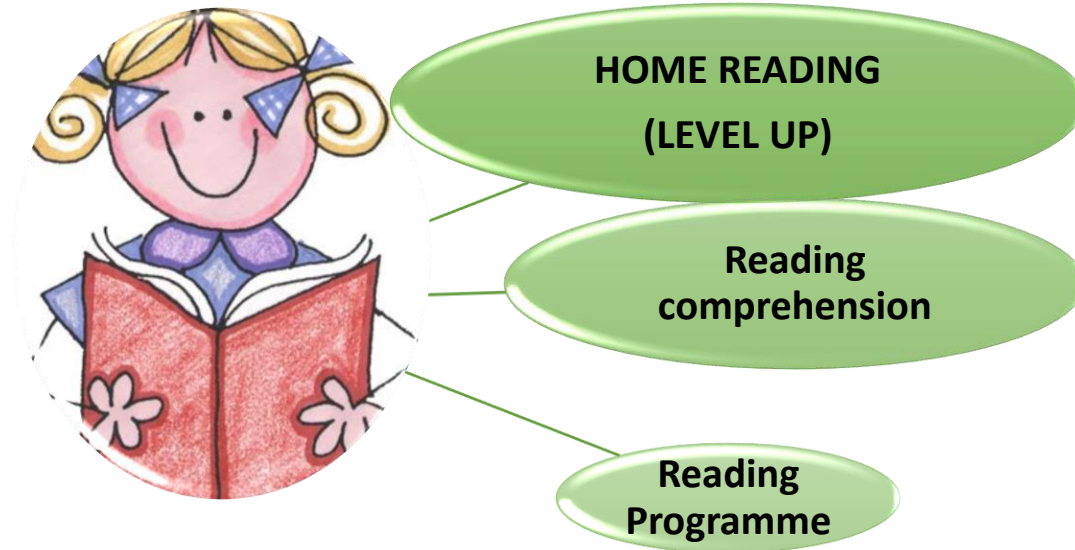 HOME READING
(LEVEL UP)
Reading
comprehension
Reading
Programme